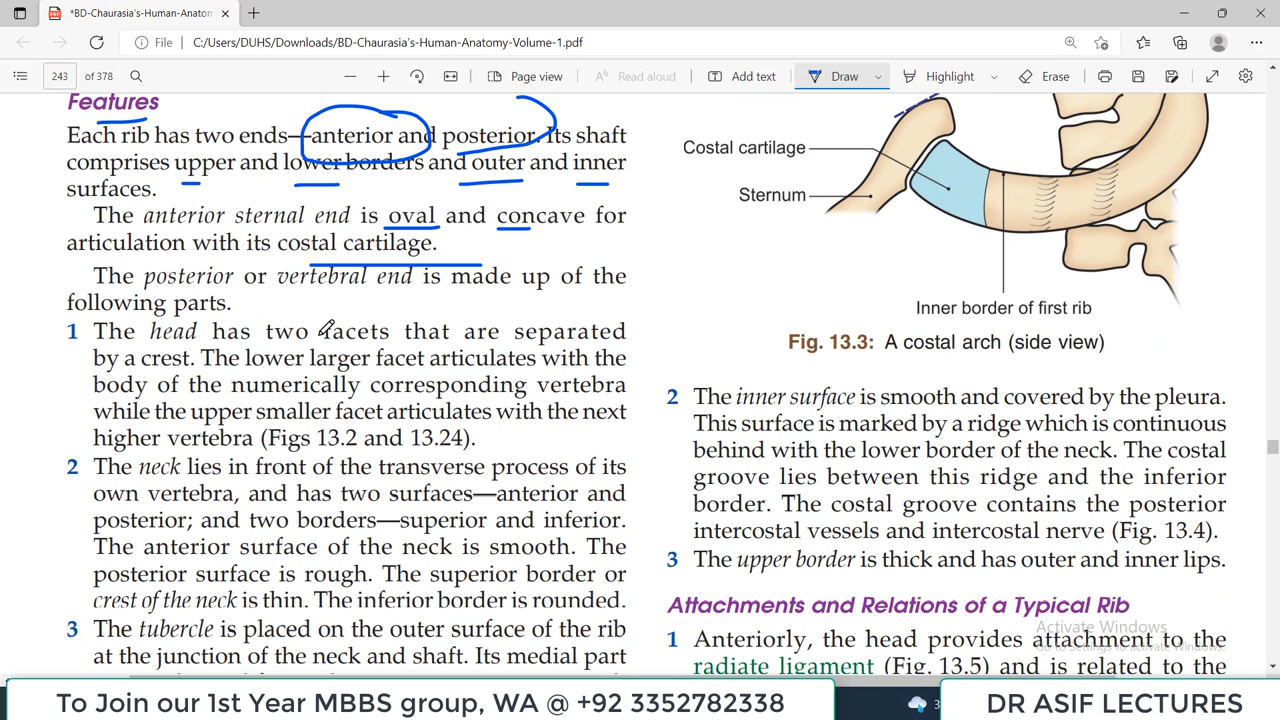 *BD-Chaurasia's-Human-Anatom
File
C:/Users/DUHS/Downloads/BD-Chaurasia's-Human-Anatomy-Volume-1.pdf
243 of 378
Page view
Read aloud
Add text
Draw
Highlight
Erase
Features
Each rib has two ends—anterior and posterior. Its shaft
comprises upper and lower borders and outer and inner
surfaces.
The anterior sternal end is oval and concave for
articulation with its costal cartilage.
The posterior or vertebral end is made up of the
following parts.
1 The head has two facets that are separated
by a crest. The lower larger facet articulates with the
body of the numerically corresponding vertebra
while the upper smaller facet articulates with the next
higher vertebra (Figs 13.2 and 13.24).
2 The neck lies in front of the transverse process of its
own vertebra, and has two surfaces—anterior and
posterior; and two borders—superior and inferior.
The anterior surface of the neck is smooth. The
posterior surface is rough. The superior border or
crest of the neck is thin. The inferior border is rounded.
3 The tubercle is placed on the outer surface of the rib
at the junction of the neck and shaft. Its medial part
Costal cartilage
Sternum
Inner border of first rib
Fig. 13.3: A costal arch (side view)
2 The inner surface is smooth and covered by the pleura.
This surface is marked by a ridge which is continuous
behind with the lower border of the neck. The costal
groove lies between this ridge and the inferior
border. The costal groove contains the posterior
intercostal vessels and intercostal nerve (Fig. 13.4).
3 The upper border is thick and has outer and inner lips.
Attachments and Relations of a Typical Rib
1 Anteriorly, the head provides attachment to the
radiate ligament (Fig. 13.5) and is related to the
Activate Windows
Go to Settings to activate Windows.
To Join our 1st Year MBBS group, WA @ +92 3352782338
3
DR ASIF LECTURES